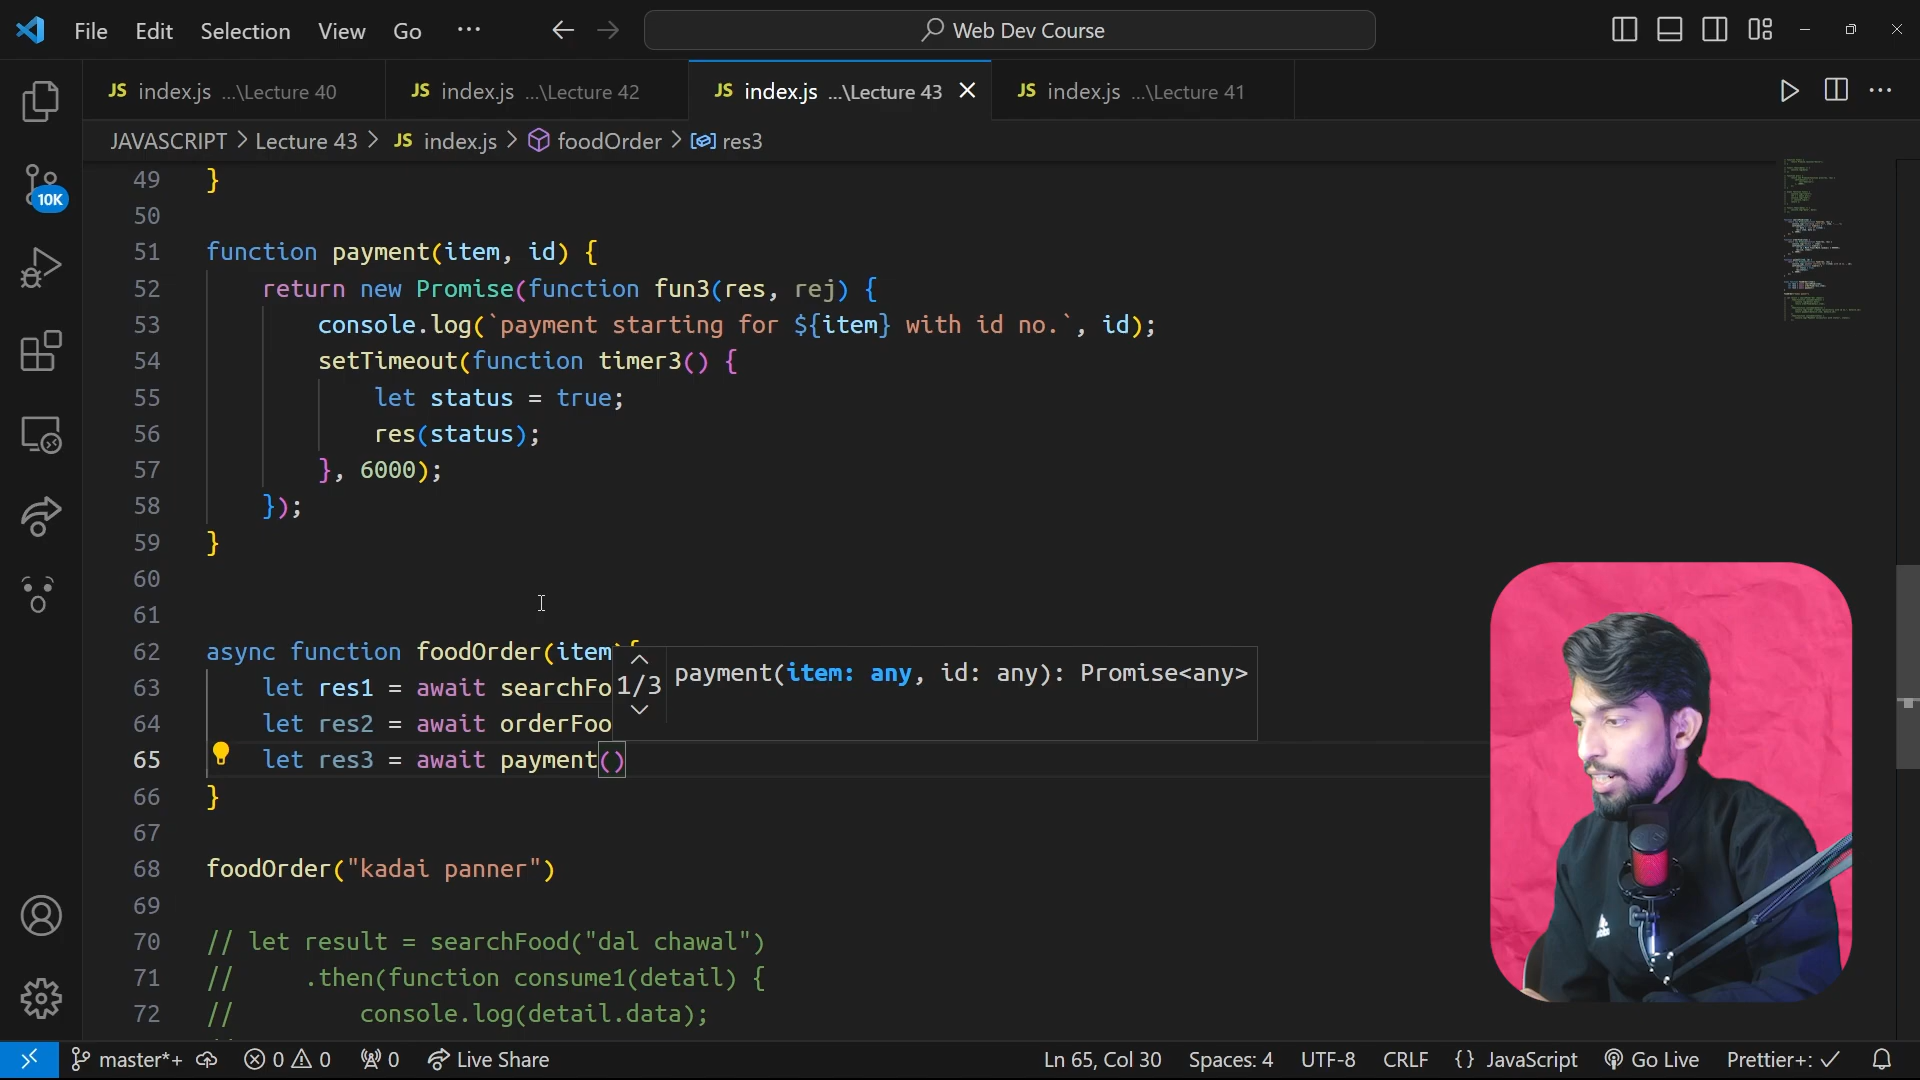 File Edit Selection View Go ··· Web Dev Course
JS index.js ...\Lecture 40 JS index.js ...\Lecture 42 JS index.js ...\Lecture 43 JS index.js ...\Lecture 41
JAVASCRIPT > Lecture 43 > JS index.js > foodOrder > res3
10K
49 }
50
51 function payment(item, id) {
52 return new Promise(function fun3(res, rej) {
53 console.log(`payment starting for ${item} with id no.`, id);
54 setTimeout(function timer3() {
55 let status = true;
56 res(status);
57 }, 6000);
58 });
59 }
60
61
62 async function foodOrder(item){
63 let res1 = await searchFo
64 let res2 = await orderFoo
1/3 payment(item: any, id: any): Promise<any>
65 let res3 = await payment()
66 }
67
68 foodOrder("kadai panner")
69
70 // let result = searchFood("dal chawal")
71 // .then(function consume1(detail) {
72 // console.log(detail.data);
master*+ 0 0 0 Live Share Ln 65, Col 30 Spaces: 4 UTF-8 CRLF {} JavaScript Go Live Prettier+: